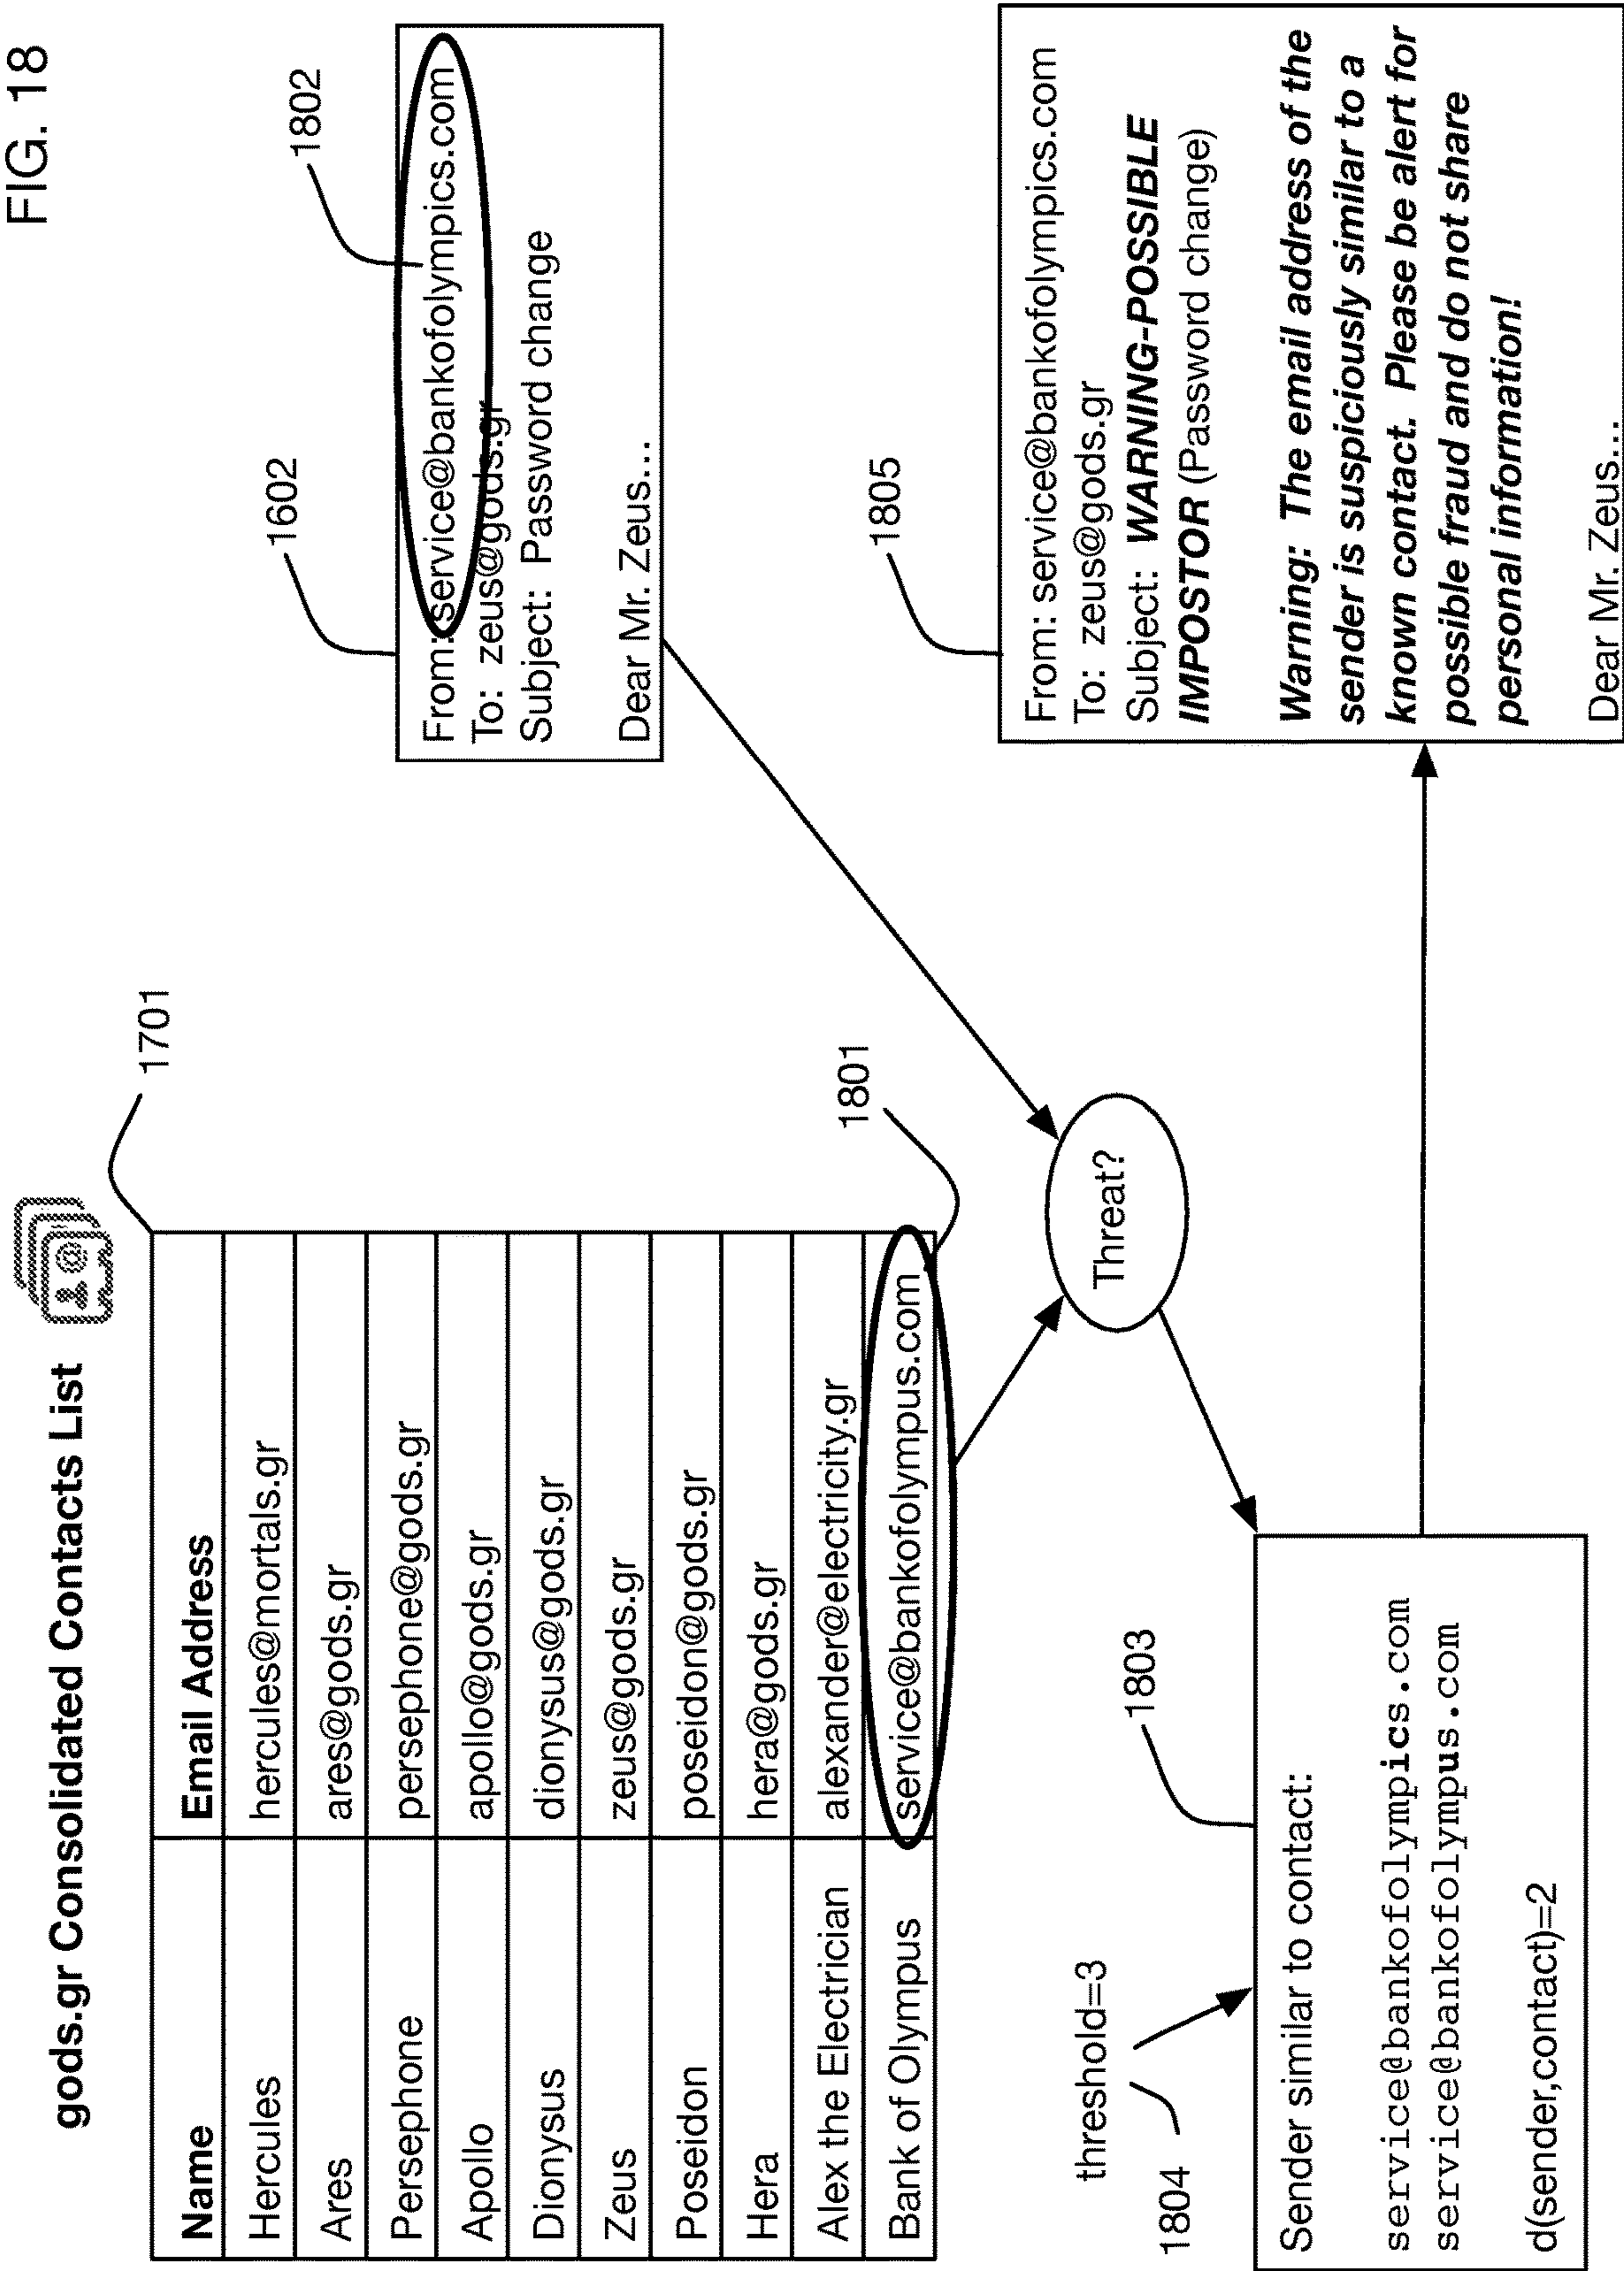 FIG. 18
gods.gr Consolidated Contacts List
@
1701
Name Email Address
Hercules hercules@mortals.gr
Ares ares@gods.gr
Persephone persephone@gods.gr
Apollo apollo@gods.gr
Dionysus dionysus@gods.gr
Zeus zeus@gods.gr
Poseidon poseidon@gods.gr
Hera hera@gods.gr
Alex the Electrician alexander@electricity.gr
Bank of Olympus service@bankofolympus.com
1801
1602
1802
From: service@bankofolympics.com
To: zeus@gods.gr
Subject: Password change
Dear Mr. Zeus...
Threat?
threshold=3
1804
1803
Sender similar to contact:
service@bankofolympics.com
service@bankofolympus.com
d(sender,contact)=2
1805
From: service@bankofolympics.com
To: zeus@gods.gr
Subject: WARNING-POSSIBLE
IMPOSTOR (Password change)
Warning: The email address of the
sender is suspiciously similar to a
known contact. Please be alert for
possible fraud and do not share
personal information!
Dear Mr. Zeus...